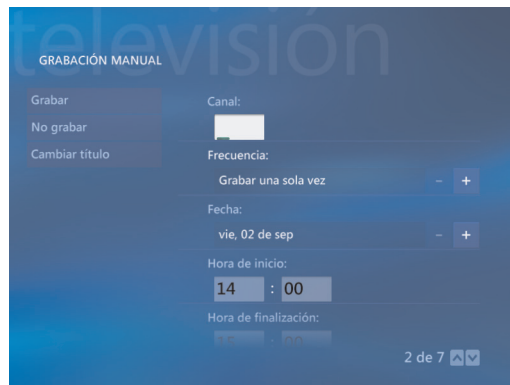 televisión
GRABACIÓN MANUAL
Grabar
No grabar
Cambiar título
Canal:
Frecuencia:
Grabar una sola vez - +
Fecha:
vie, 02 de sep - +
Hora de inicio:
14 : 00
Hora de finalización:
2 de 7